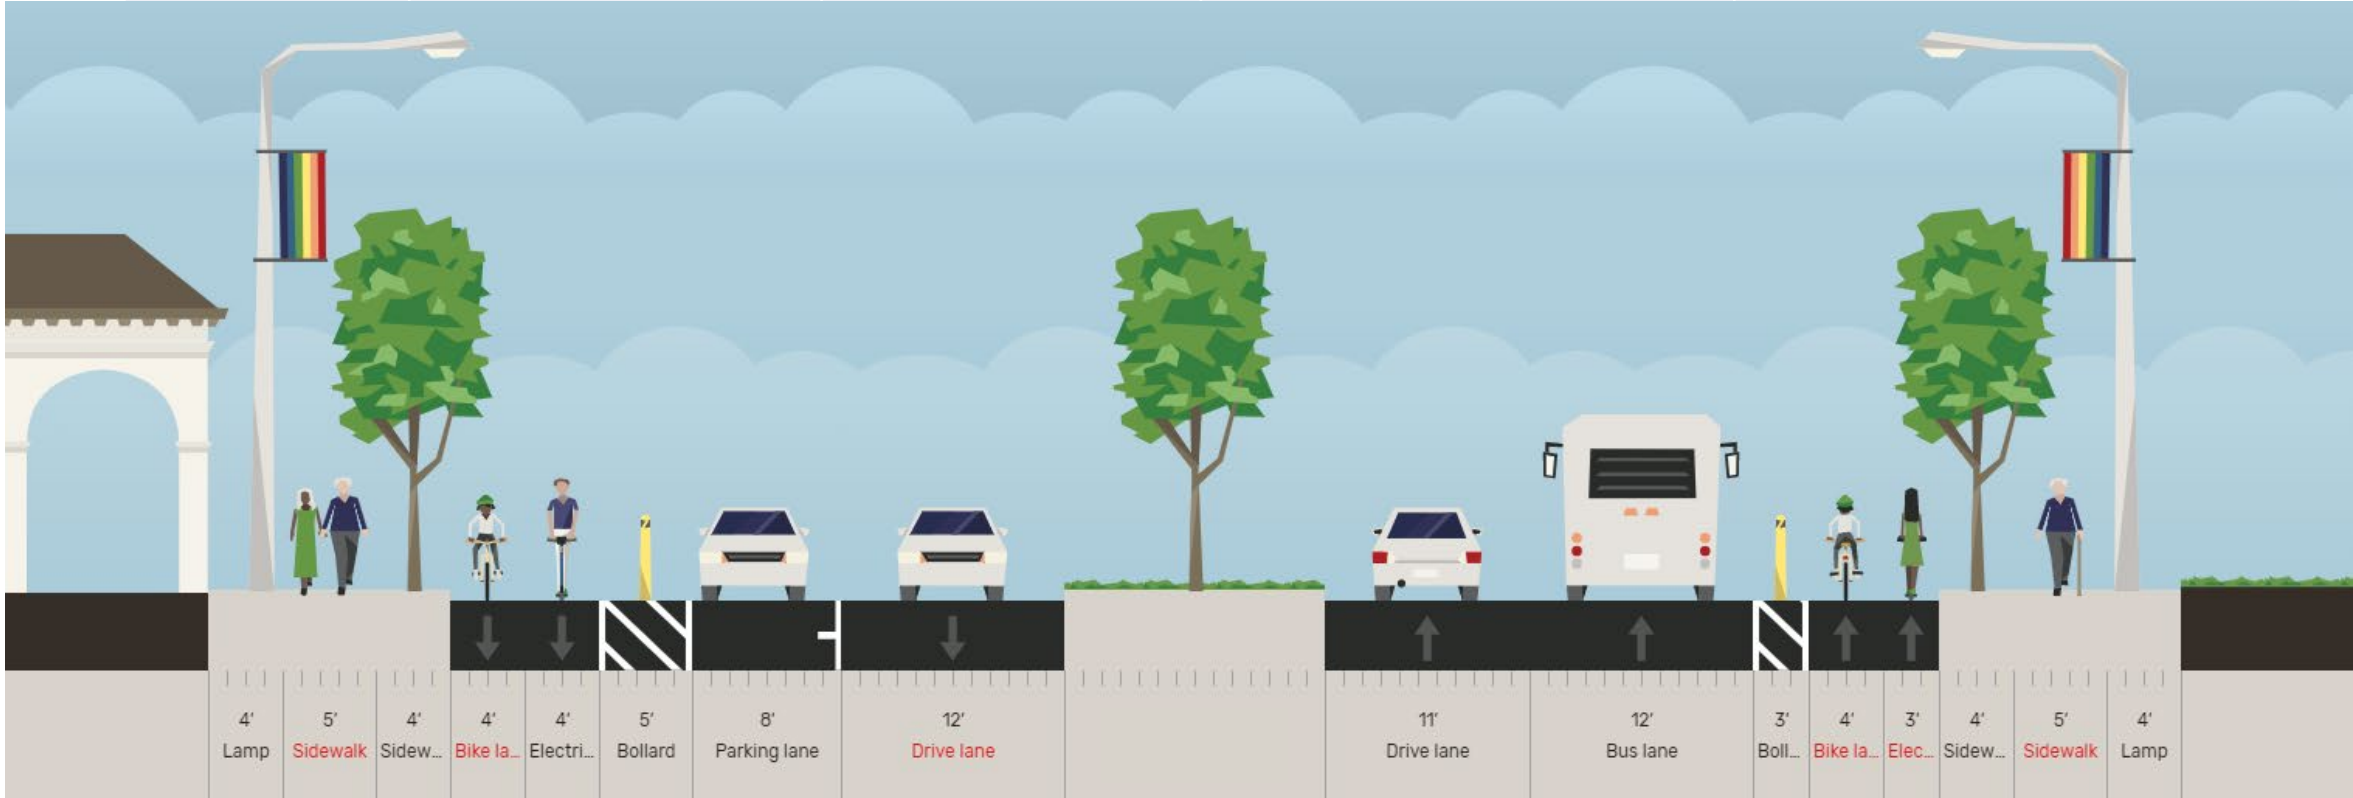 4' 5' 4' 4' 4' 5' 8' 12' 11' 12' 3' 4' 3' 4' 5' 4'
Lamp Sidewalk Sidew... Bike la... Electri... Bollard Parking lane Drive lane Drive lane Bus lane Boll... Bike la... Elec... Sidew... Sidewalk Lamp